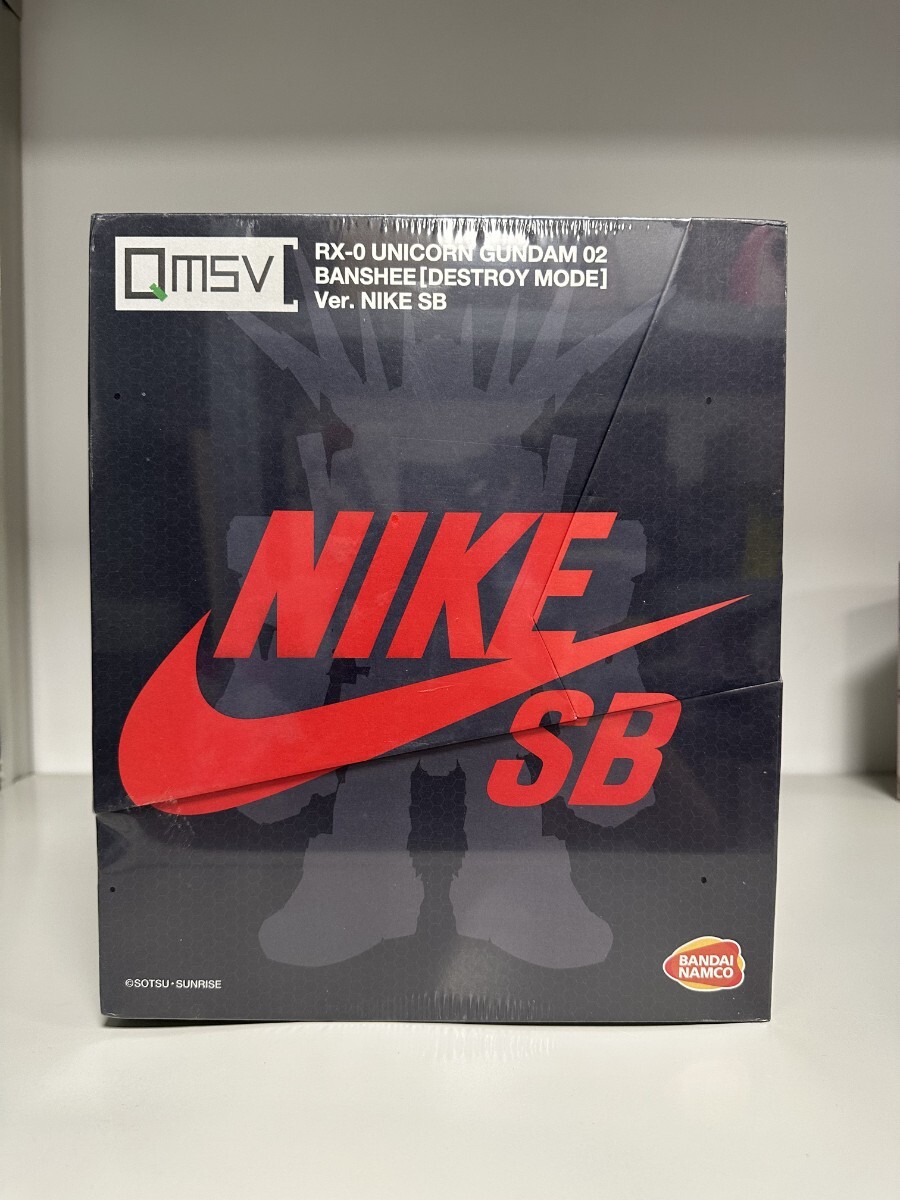 QMSV
RX-0 UNICORN GUNDAM 02
BANSHEE[DESTROY MODE]
Ver. NIKE SB
NIKE
SB
BANDAI
NAMCO
©SOTSU・SUNRISE